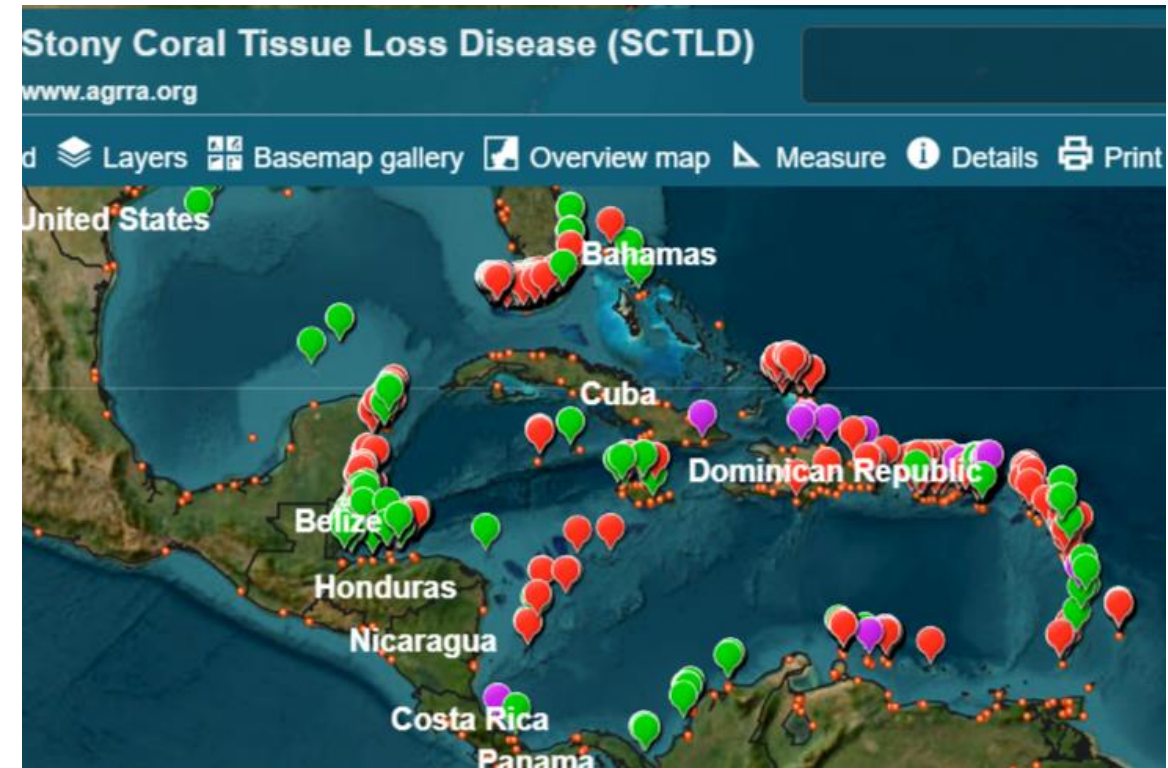 Stony Coral Tissue Loss Disease (SCTLD)
www.agrra.org
d Layers Basemap gallery Overview map Measure Details Print
United States
Bahamas
Cuba
Dominican Republic
Belize
Honduras
Nicaragua
Costa Rica
Panama